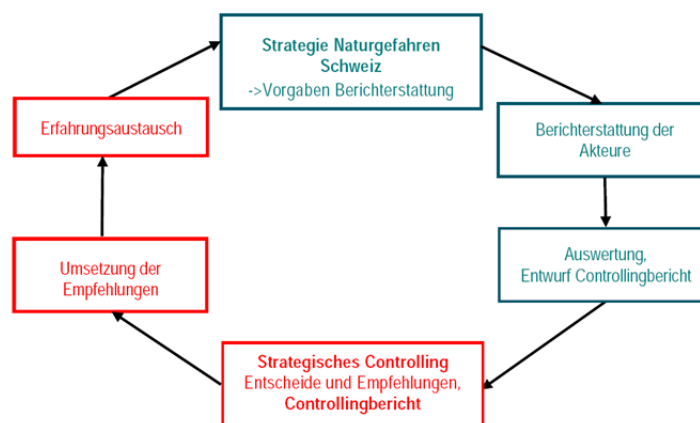 Strategie Naturgefahren
Schweiz
->Vorgaben Berichterstattung
Berichterstattung der
Akteure
Auswertung,
Entwurf Controllingbericht
Strategisches Controlling
Entscheide und Empfehlungen,
Controllingbericht
Umsetzung der
Empfehlungen
Erfahrungsaustausch